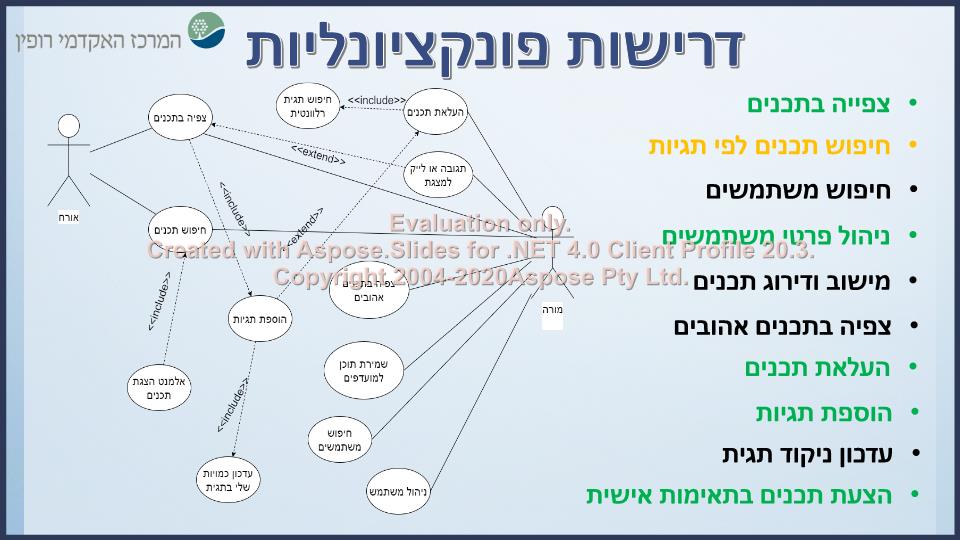 המרכז האקדמי רופין
דרישות פונקציונליות
צפייה בתכנים
חיפוש תכנים לפי תגיות
חיפוש משתמשים
ניהול פרטי משתמשים
מישוב ודירוג תכנים
צפיה בתכנים אהובים
העלאת תכנים
הוספת תגיות
עדכון ניקוד תגית
הצעת תכנים בתאימות אישית
צפיה בתכנים
חיפוש תגית
רלוונטית
<<include>>
העלאת תכנים
<<extend>>
תגובה או לייק
למצגת
אורח
<<include>>
<<extend>>
חיפוש תכנים
Evaluation only.
Created with Aspose.Slides for .NET 4.0 Client Profile 20.3.
Copyright 2004-2020Aspose Pty Ltd.
צפיה בתכנים
אהובים
מורה
<<include>>
הוספת תגיות
אלמנט הצגת
תכנים
שמירת תוכן
למועדפים
<<include>>
חיפוש
משתמשים
עדכון כמויות
שלי בתגית
ניהול משתמש